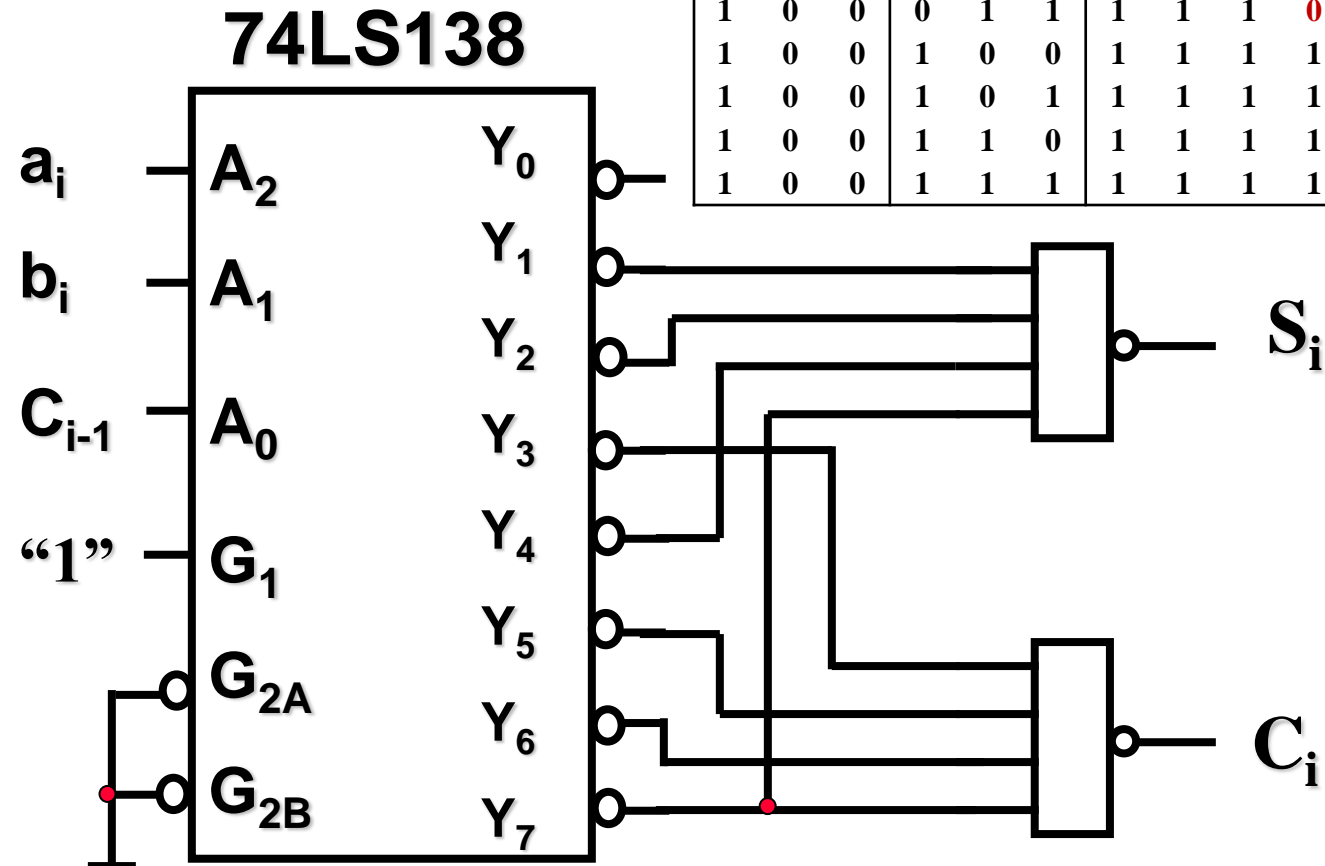 74LS138
1 0 0 0 1 1 1 1 1 0
1 0 0 1 0 0 1 1 1 1
1 0 0 1 0 1 1 1 1 1
1 0 0 1 1 0 1 1 1 1
1 0 0 1 1 1 1 1 1 1
aᵢ A₂ Y₀
Y₁
bᵢ A₁
Y₂ Sᵢ
Cᵢ₋₁ A₀ Y₃
“1” G₁ Y₄
Y₅
G₂A
Y₆ Cᵢ
G₂B Y₇